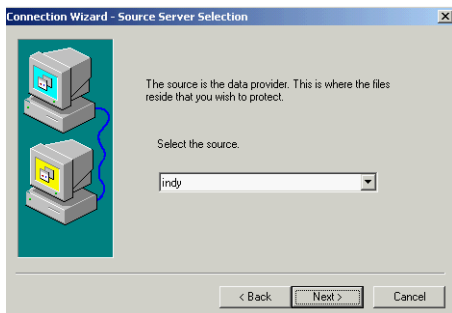 Connection Wizard - Source Server Selection
The source is the data provider. This is where the files
reside that you wish to protect.
Select the source.
indy
< Back
Next >
Cancel